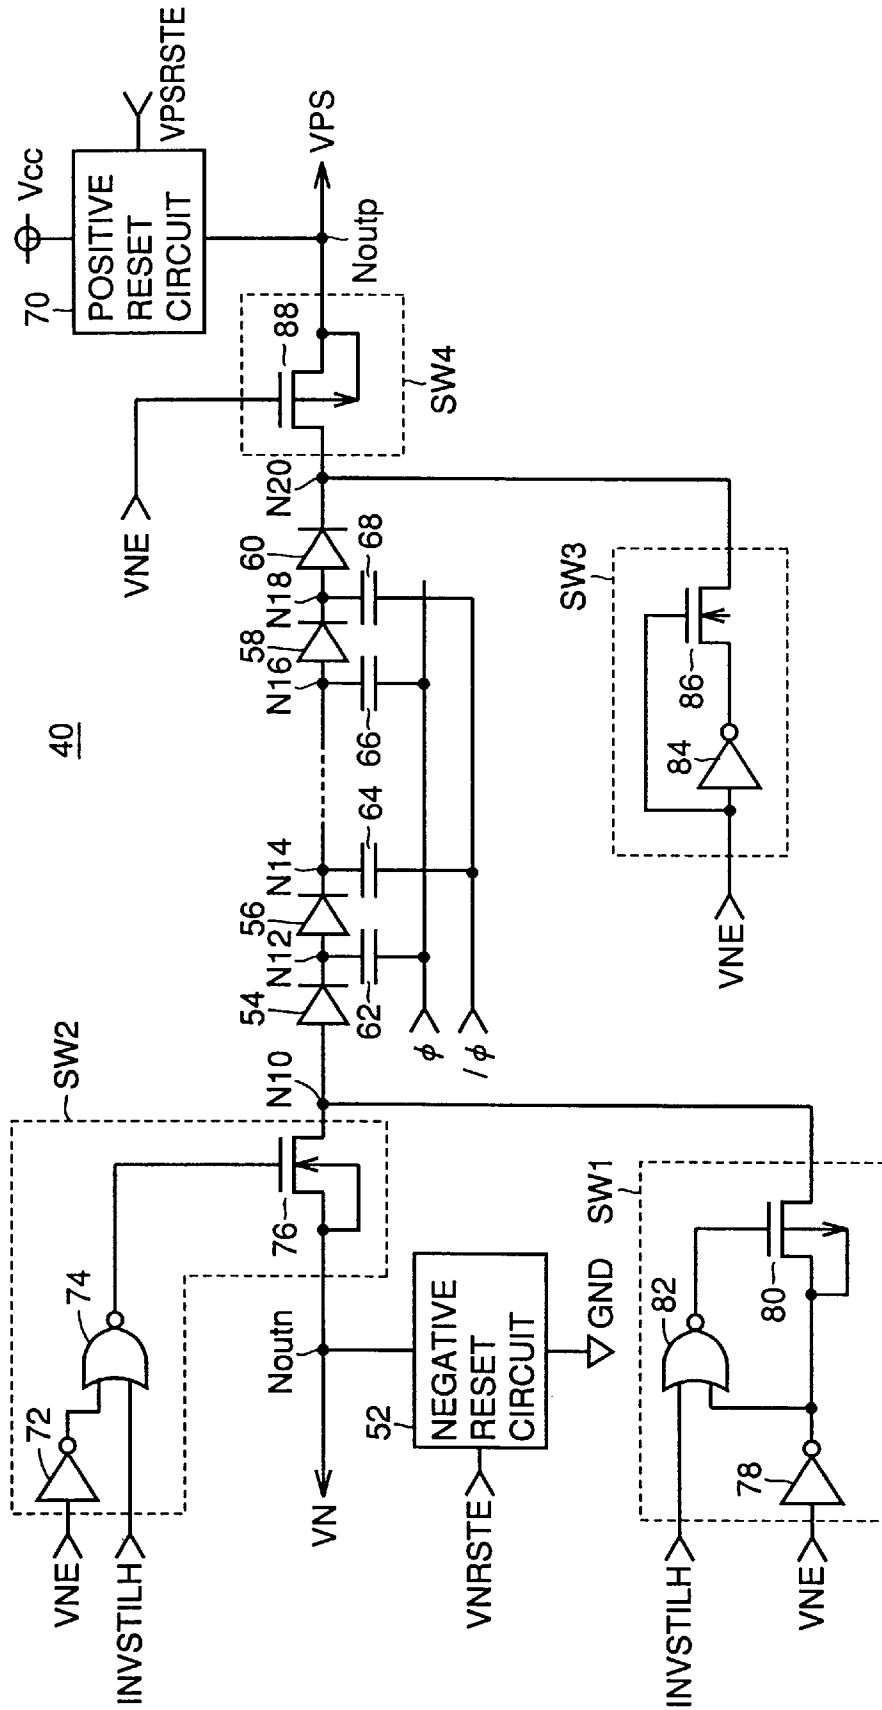 40
SW2
VNE
72
74
INVSTILH
76
N10
Noutn
VN
52
NEGATIVE
RESET
CIRCUIT
VNRSTE
GND
SW1
INVSTILH
82
80
78
VNE
54
N12
56
N14
N16
58
N18
60
N20
62
64
66
68
φ
/φ
VNE
88
SW4
Noutp
VPS
70
POSITIVE
RESET
CIRCUIT
Vcc
VPSRSTE
SW3
86
84
VNE